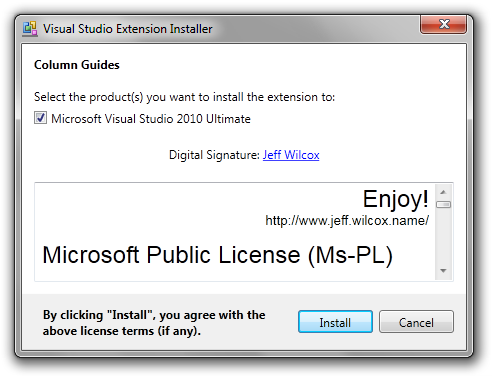 Visual Studio Extension Installer
Column Guides
Select the product(s) you want to install the extension to:
Microsoft Visual Studio 2010 Ultimate
Digital Signature: Jeff Wilcox
Enjoy!
http://www.jeff.wilcox.name/
Microsoft Public License (Ms-PL)
By clicking "Install", you agree with the
above license terms (if any).
Install
Cancel